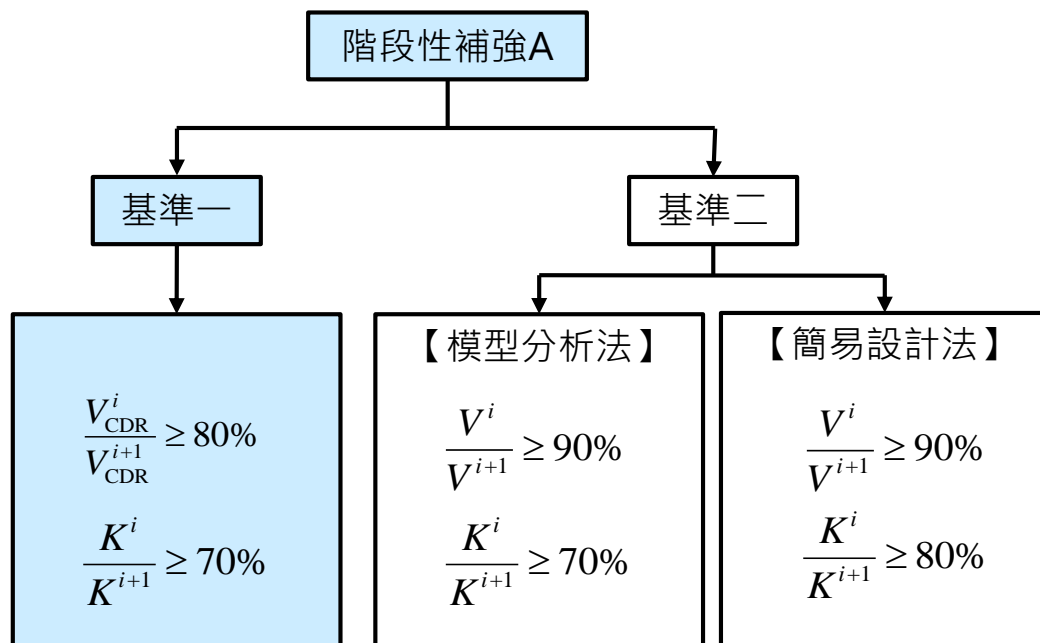 階段性補強A
基準一
基準二
V^i_CDR / V^{i+1}_CDR ≥ 80%
K^i / K^{i+1} ≥ 70%
【模型分析法】
V^i / V^{i+1} ≥ 90%
K^i / K^{i+1} ≥ 70%
【簡易設計法】
V^i / V^{i+1} ≥ 90%
K^i / K^{i+1} ≥ 80%